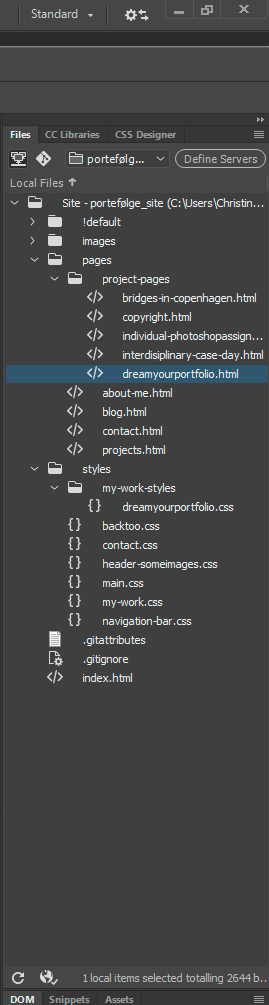 Standard
Files CC Libraries CSS Designer
portefølg... Define Servers
Local Files
Site - portefølge_site (C:\Users\Christin...
!default
images
pages
project-pages
bridges-in-copenhagen.html
copyright.html
individual-photoshopassign...
interdisiplinary-case-day.html
dreamyourportfolio.html
about-me.html
blog.html
contact.html
projects.html
styles
my-work-styles
dreamyourportfolio.css
backtoo.css
contact.css
header-someimages.css
main.css
my-work.css
navigation-bar.css
.gitattributes
.gitignore
index.html
1 local items selected totalling 2644 b...
DOM Snippets Assets